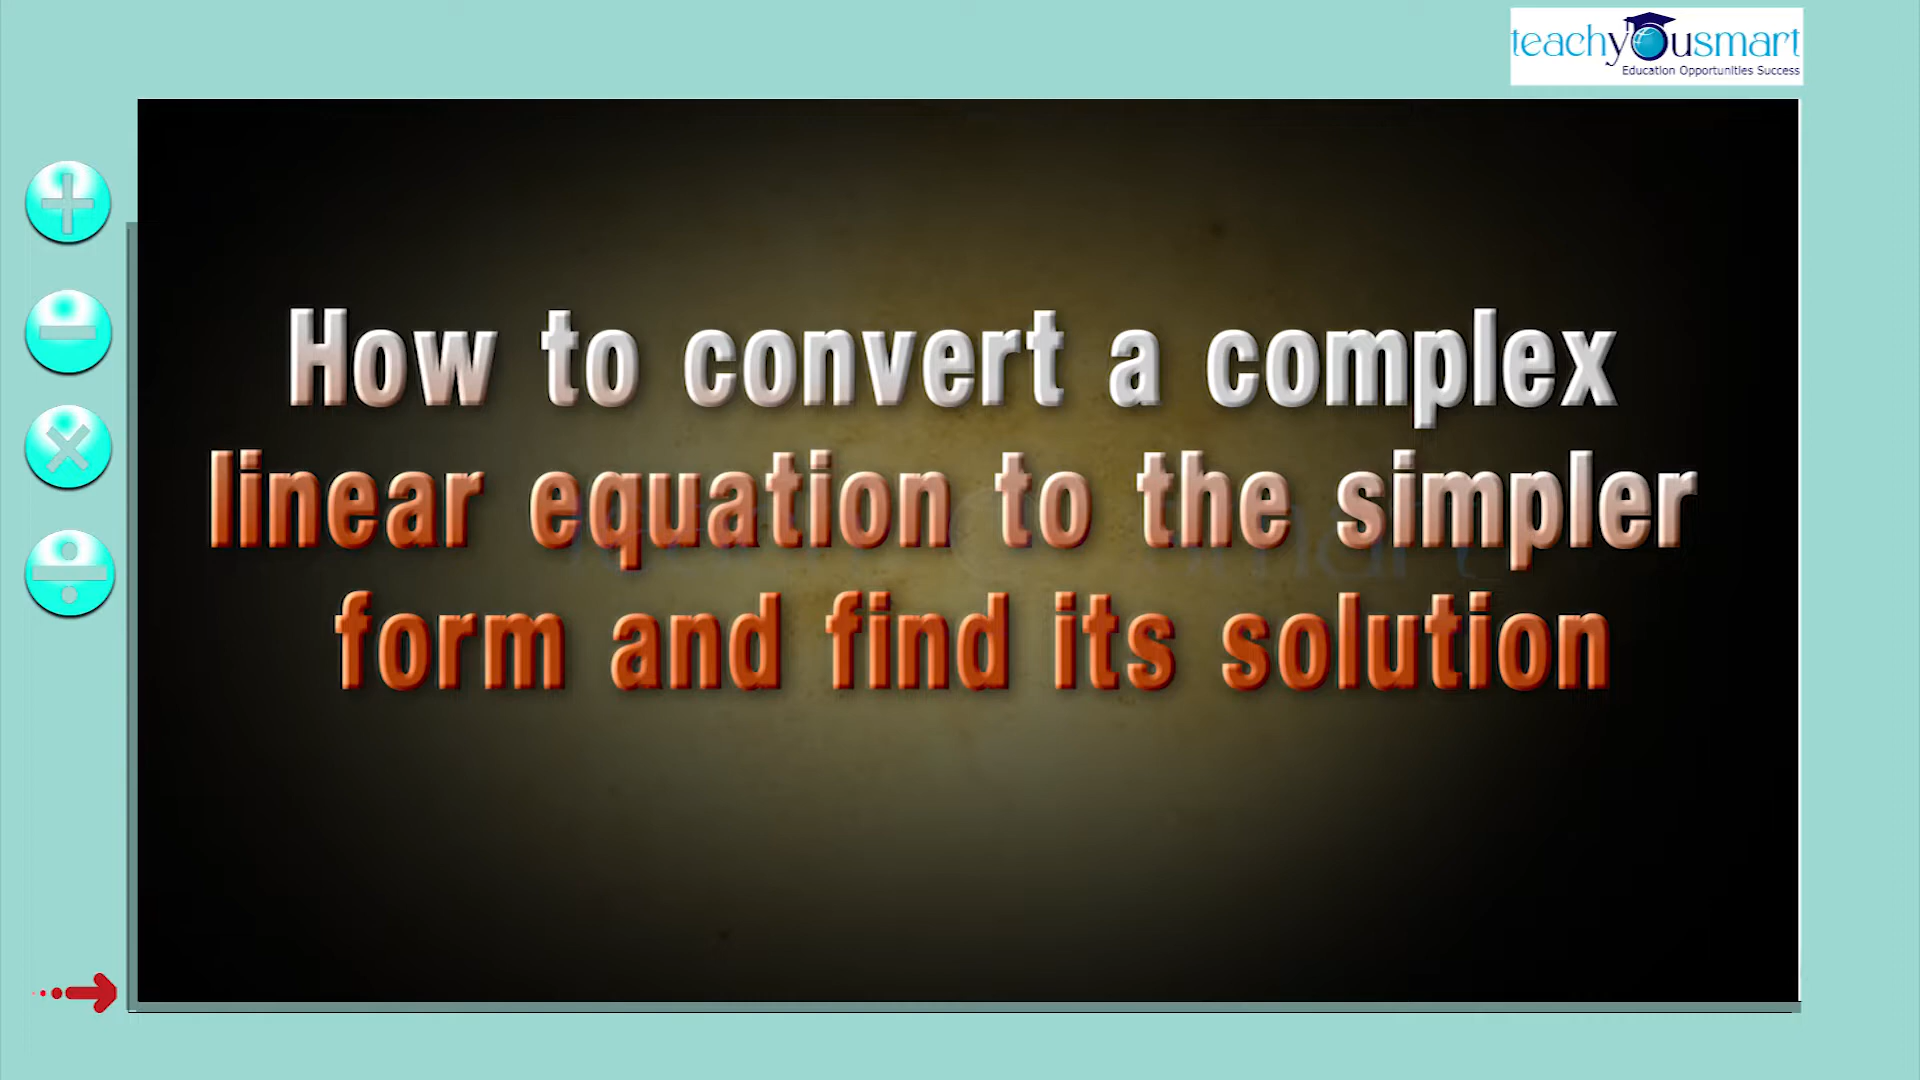 teachyousmart
Education Opportunities Success
How to convert a complex
linear equation to the simpler
form and find its solution